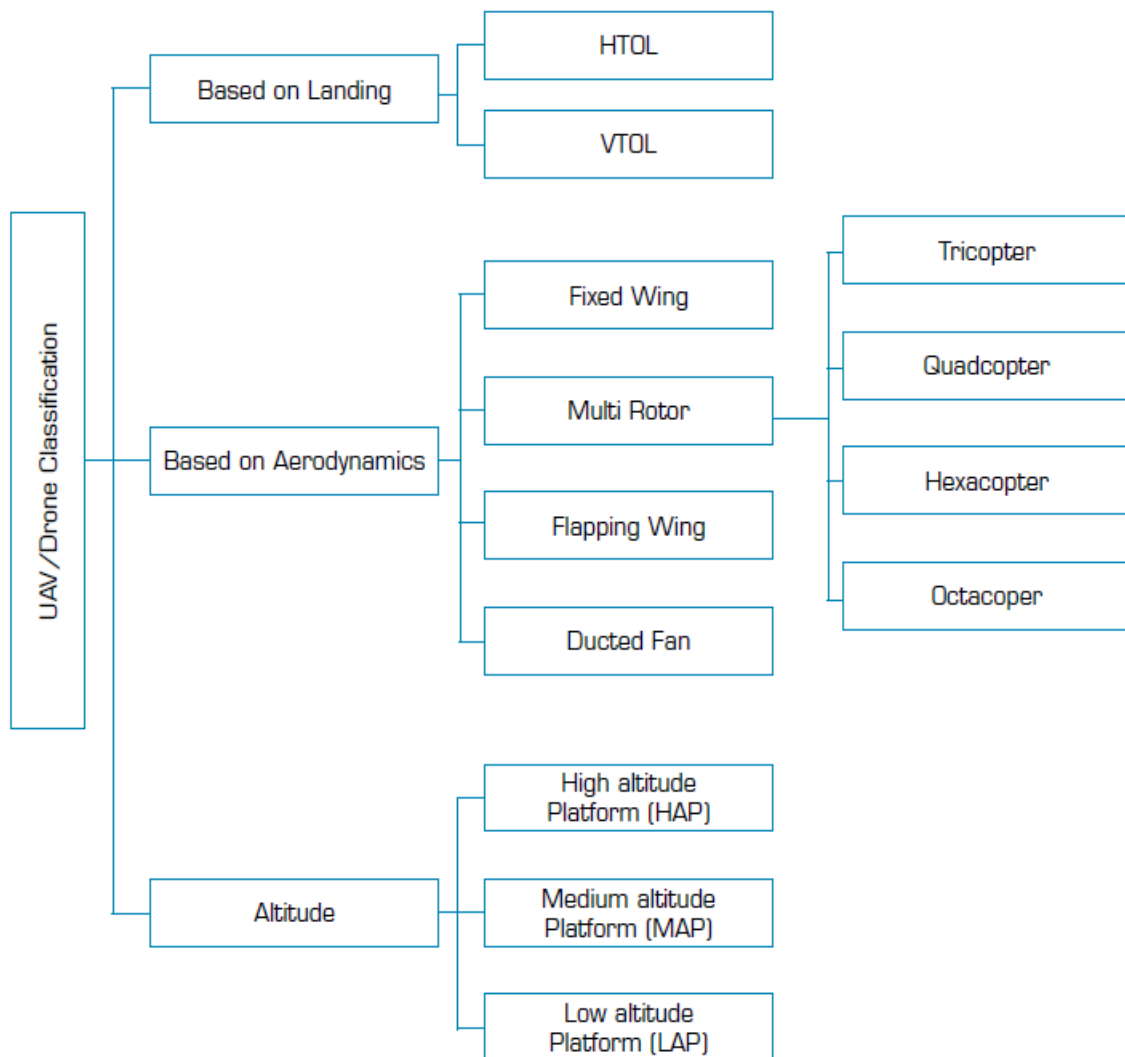 UAV/Drone Classification
Based on Landing
HTOL
VTOL
Based on Aerodynamics
Fixed Wing
Multi Rotor
Tricopter
Quadcopter
Hexacopter
Octacoper
Flapping Wing
Ducted Fan
Altitude
High altitude
Platform (HAP)
Medium altitude
Platform (MAP)
Low altitude
Platform (LAP)